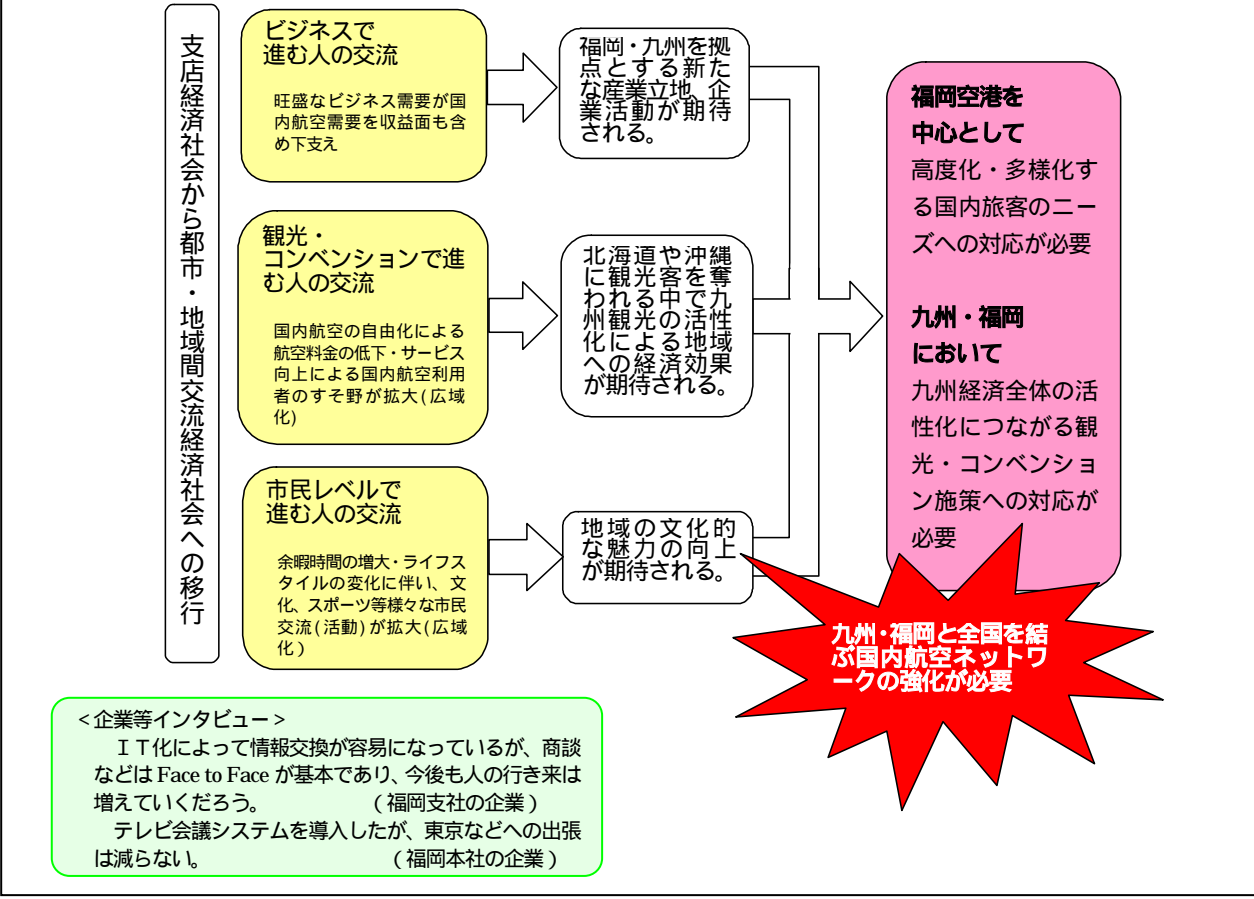 支店経済社会から都市・地域間交流経済社会への移行
ビジネスで
進む人の交流
旺盛なビジネス需要が国
内航空需要を収益面も含
め下支え
福岡・九州を拠
点とする新た
な産業立地、企
業活動が期待
される。
観光・
コンベンションで進
む人の交流
国内航空の自由化による
航空料金の低下・サービス
向上による国内航空利用
者のすそ野が拡大(広域
化)
北海道や沖縄
に観光客を奪
われる中で九
州観光の活性
化による地域
への経済効果
が期待される。
市民レベルで
進む人の交流
余暇時間の増大・ライフス
タイルの変化に伴い、文
化、スポーツ等様々な市民
交流(活動)が拡大(広域
化)
地域の文化的
な魅力の向上
が期待される。
福岡空港を
中心として
高度化・多様化す
る国内旅客のニー
ズへの対応が必要
九州・福岡
において
九州経済全体の活
性化につながる観
光・コンベンショ
ン施策への対応が
必要
九州・福岡と全国を結
ぶ国内航空ネットワ
ークの強化が必要
<企業等インタビュー>
ＩＴ化によって情報交換が容易になっているが、商談
などは Face to Face が基本であり、今後も人の行き来は
増えていくだろう。 (福岡支社の企業)
テレビ会議システムを導入したが、東京などへの出張
は減らない。 (福岡本社の企業)